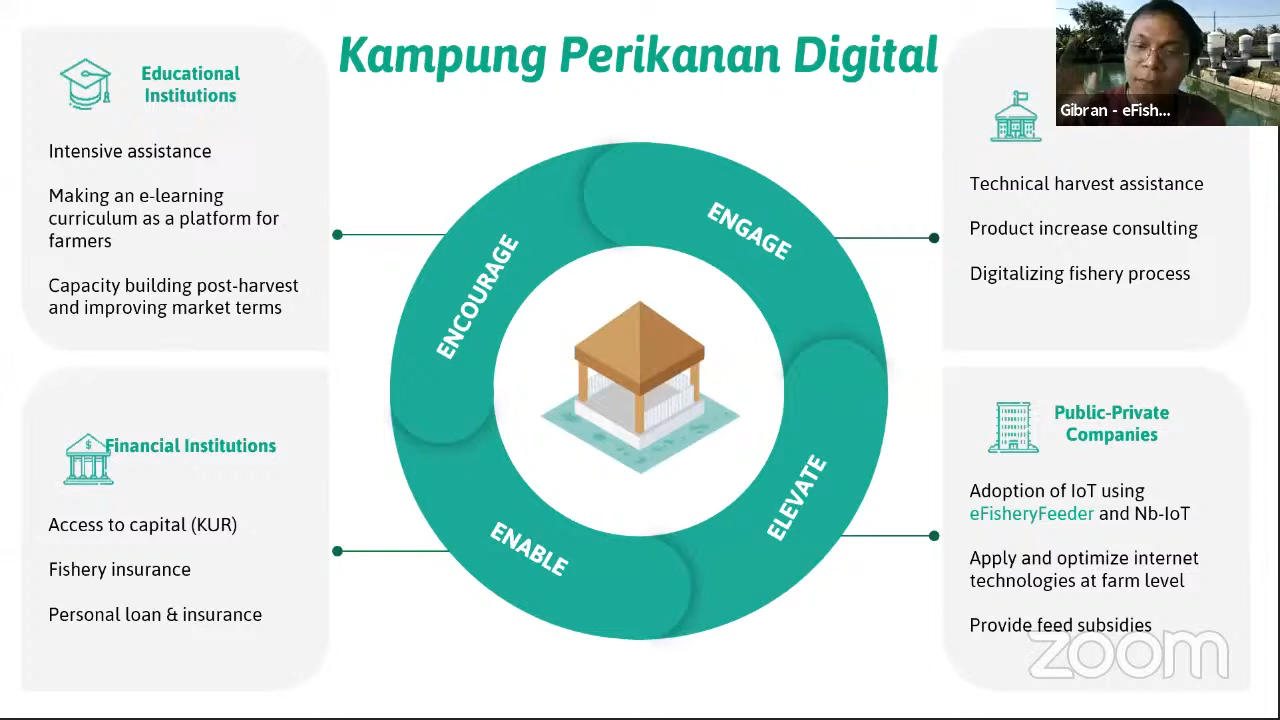 Kampung Perikanan Digital
Educational
Institutions
Intensive assistance
Making an e-learning
curriculum as a platform for
farmers
Capacity building post-harvest
and improving market terms
Gibran - eFish...
Technical harvest assistance
Product increase consulting
Digitalizing fishery process
ENCOURAGE
ENGAGE
ENABLE
ELEVATE
$
Financial Institutions
Access to capital (KUR)
Fishery insurance
Personal loan & insurance
Public-Private
Companies
Adoption of IoT using
eFisheryFeeder and Nb-IoT
Apply and optimize internet
technologies at farm level
Provide feed subsidies
zoom